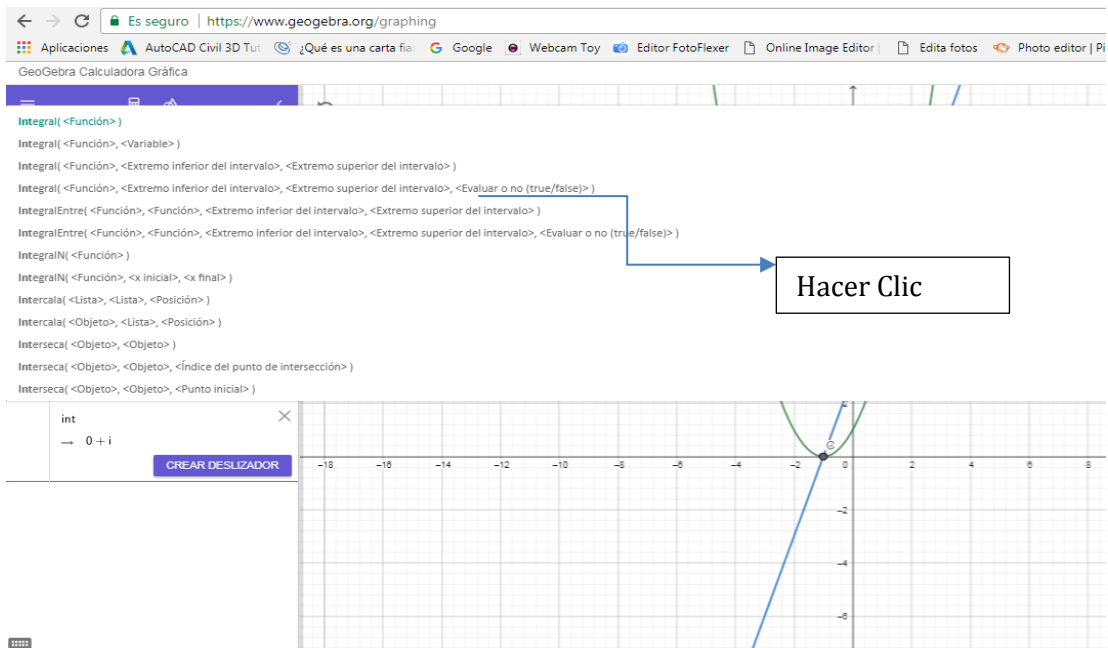 Es seguro | https://www.geogebra.org/graphing
Aplicaciones AutoCAD Civil 3D Tut ¿Qué es una carta fia Google Webcam Toy Editor FotoFlexer Online Image Editor | Edita fotos Photo editor | Pi
GeoGebra Calculadora Gráfica
Integral( <Función> )
Integral( <Función>, <Variable> )
Integral( <Función>, <Extremo inferior del intervalo>, <Extremo superior del intervalo> )
Integral( <Función>, <Extremo inferior del intervalo>, <Extremo superior del intervalo>, <Evaluar o no (true/false)> )
IntegralEntre( <Función>, <Función>, <Extremo inferior del intervalo>, <Extremo superior del intervalo> )
IntegralEntre( <Función>, <Función>, <Extremo inferior del intervalo>, <Extremo superior del intervalo>, <Evaluar o no (true/false)> )
IntegralN( <Función> )
IntegralN( <Función>, <x inicial>, <x final> )
Hacer Clic
Intercala( <Lista>, <Lista>, <Posición> )
Intercala( <Objeto>, <Lista>, <Posición> )
Interseca( <Objeto>, <Objeto> )
Interseca( <Objeto>, <Objeto>, <Índice del punto de intersección> )
Interseca( <Objeto>, <Objeto>, <Punto inicial> )
int
→ 0 + i
CREAR DESLIZADOR
2
C
−18 −16 −14 −12 −10 −8 −6 −4 −2 0 2 4 6 8
−2
−4
−6